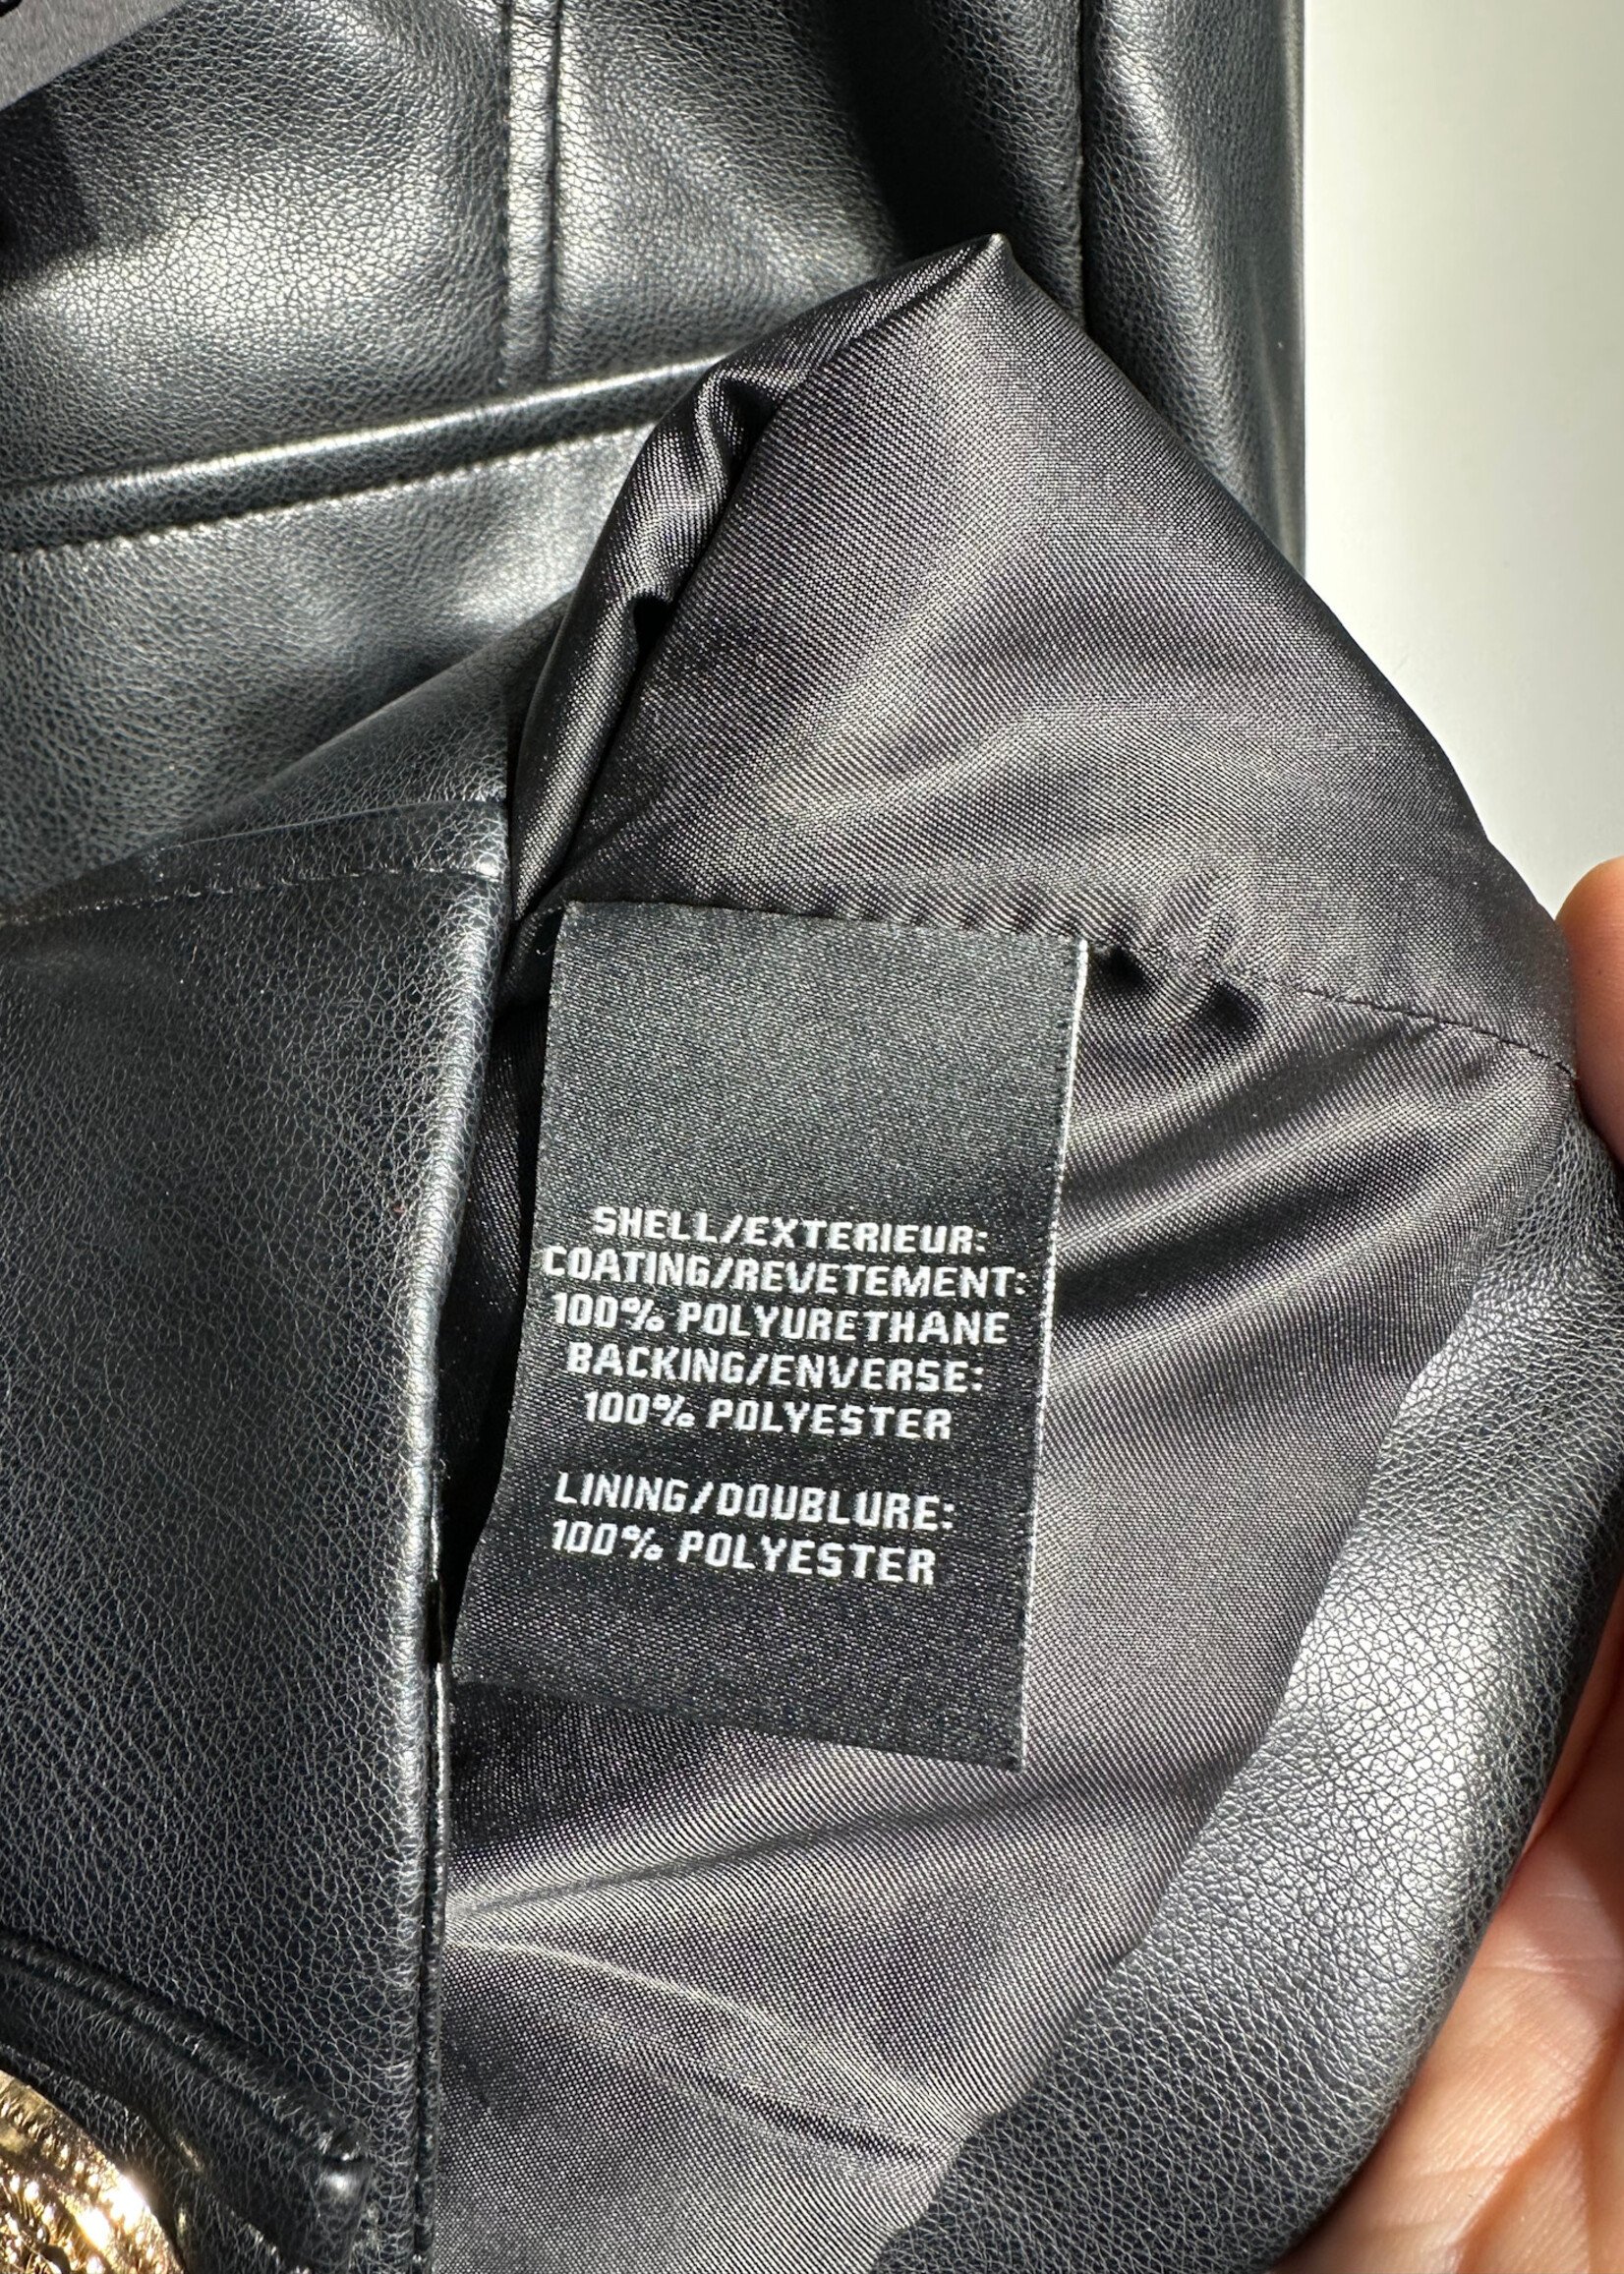 SHELL/EXTERIEUR:
COATING/REVETEMENT:
100% POLYURETHANE
BACKING/ENVERSE:
100% POLYESTER
LINING/DOUBLURE:
100% POLYESTER